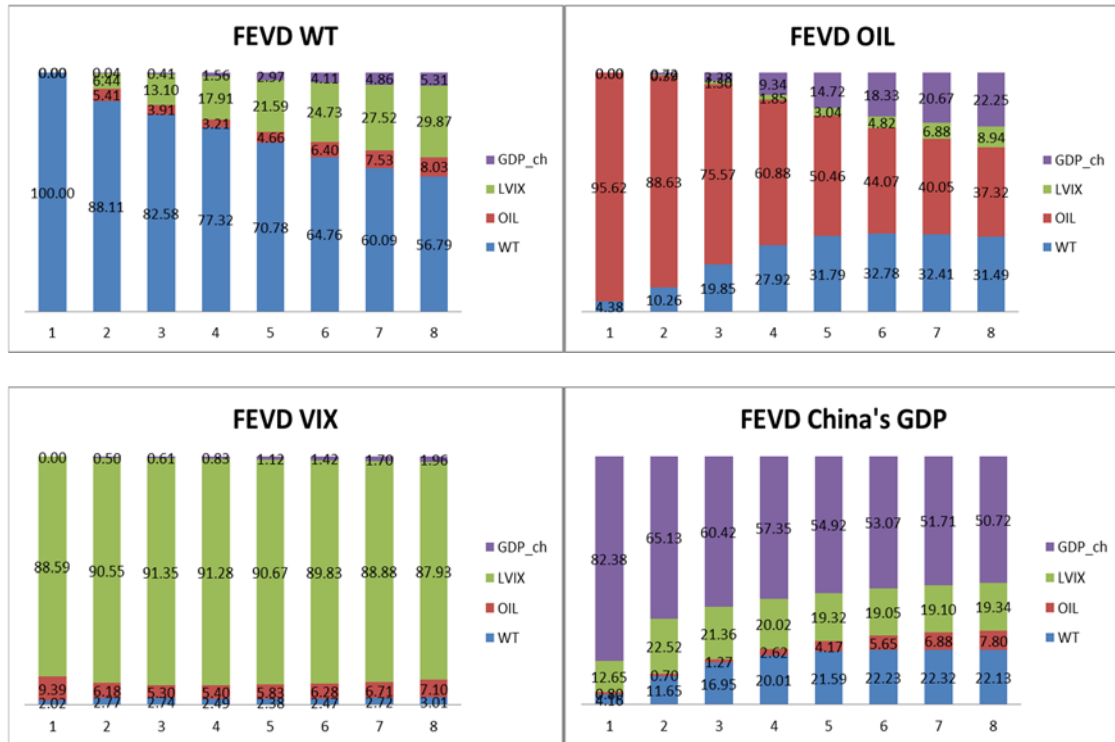 FEVD WT
0.00 0.04 0.41 1.56 2.97 4.11 4.86 5.31
6.44 13.10 17.91 21.59 24.73 27.52 29.87
5.41 3.91 3.21 4.66 6.40 7.53 8.03
100.00 88.11 82.58 77.32 70.78 64.76 60.09 56.79
GDP_ch
LVIX
OIL
WT
1 2 3 4 5 6 7 8
FEVD OIL
0.00 3.28 9.34 14.72 18.33 20.67 22.25
1.30 1.85 3.04 4.82 6.88 8.94
95.62 88.63 75.57 60.88 50.46 44.07 40.05 37.32
4.38 10.26 19.85 27.92 31.79 32.78 32.41 31.49
GDP_ch
LVIX
OIL
WT
1 2 3 4 5 6 7 8
FEVD VIX
0.00 0.50 0.61 0.83 1.12 1.42 1.70 1.96
88.59 90.55 91.35 91.28 90.67 89.83 88.88 87.93
9.39 6.18 5.30 5.40 5.83 6.28 6.71 7.10
2.02 2.77 2.74 2.49 2.38 2.47 2.72 3.01
GDP_ch
LVIX
OIL
WT
1 2 3 4 5 6 7 8
FEVD China's GDP
82.38 65.13 60.42 57.35 54.92 53.07 51.71 50.72
12.65 22.52 21.36 20.02 19.32 19.05 19.10 19.34
0.80 0.70 1.27 2.62 4.17 5.65 6.88 7.80
4.16 11.65 16.95 20.01 21.59 22.23 22.32 22.13
GDP_ch
LVIX
OIL
WT
1 2 3 4 5 6 7 8